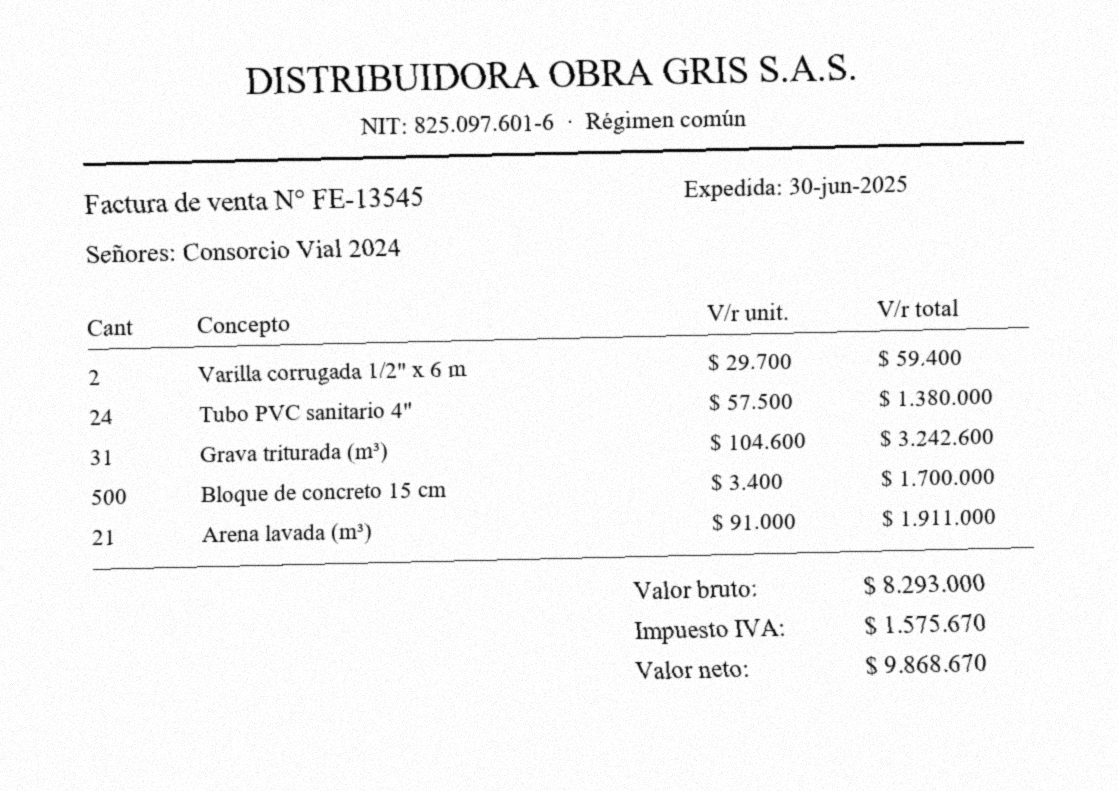 DISTRIBUIDORA OBRA GRIS S.A.S.
NIT: 825.097.601-6 · Régimen común
Factura de venta N° FE-13545 Expedida: 30-jun-2025
Señores: Consorcio Vial 2024
Cant Concepto V/r unit. V/r total
2 Varilla corrugada 1/2" x 6 m $ 29.700 $ 59.400
24 Tubo PVC sanitario 4" $ 57.500 $ 1.380.000
31 Grava triturada (m³) $ 104.600 $ 3.242.600
500 Bloque de concreto 15 cm $ 3.400 $ 1.700.000
21 Arena lavada (m³) $ 91.000 $ 1.911.000
Valor bruto: $ 8.293.000
Impuesto IVA: $ 1.575.670
Valor neto: $ 9.868.670